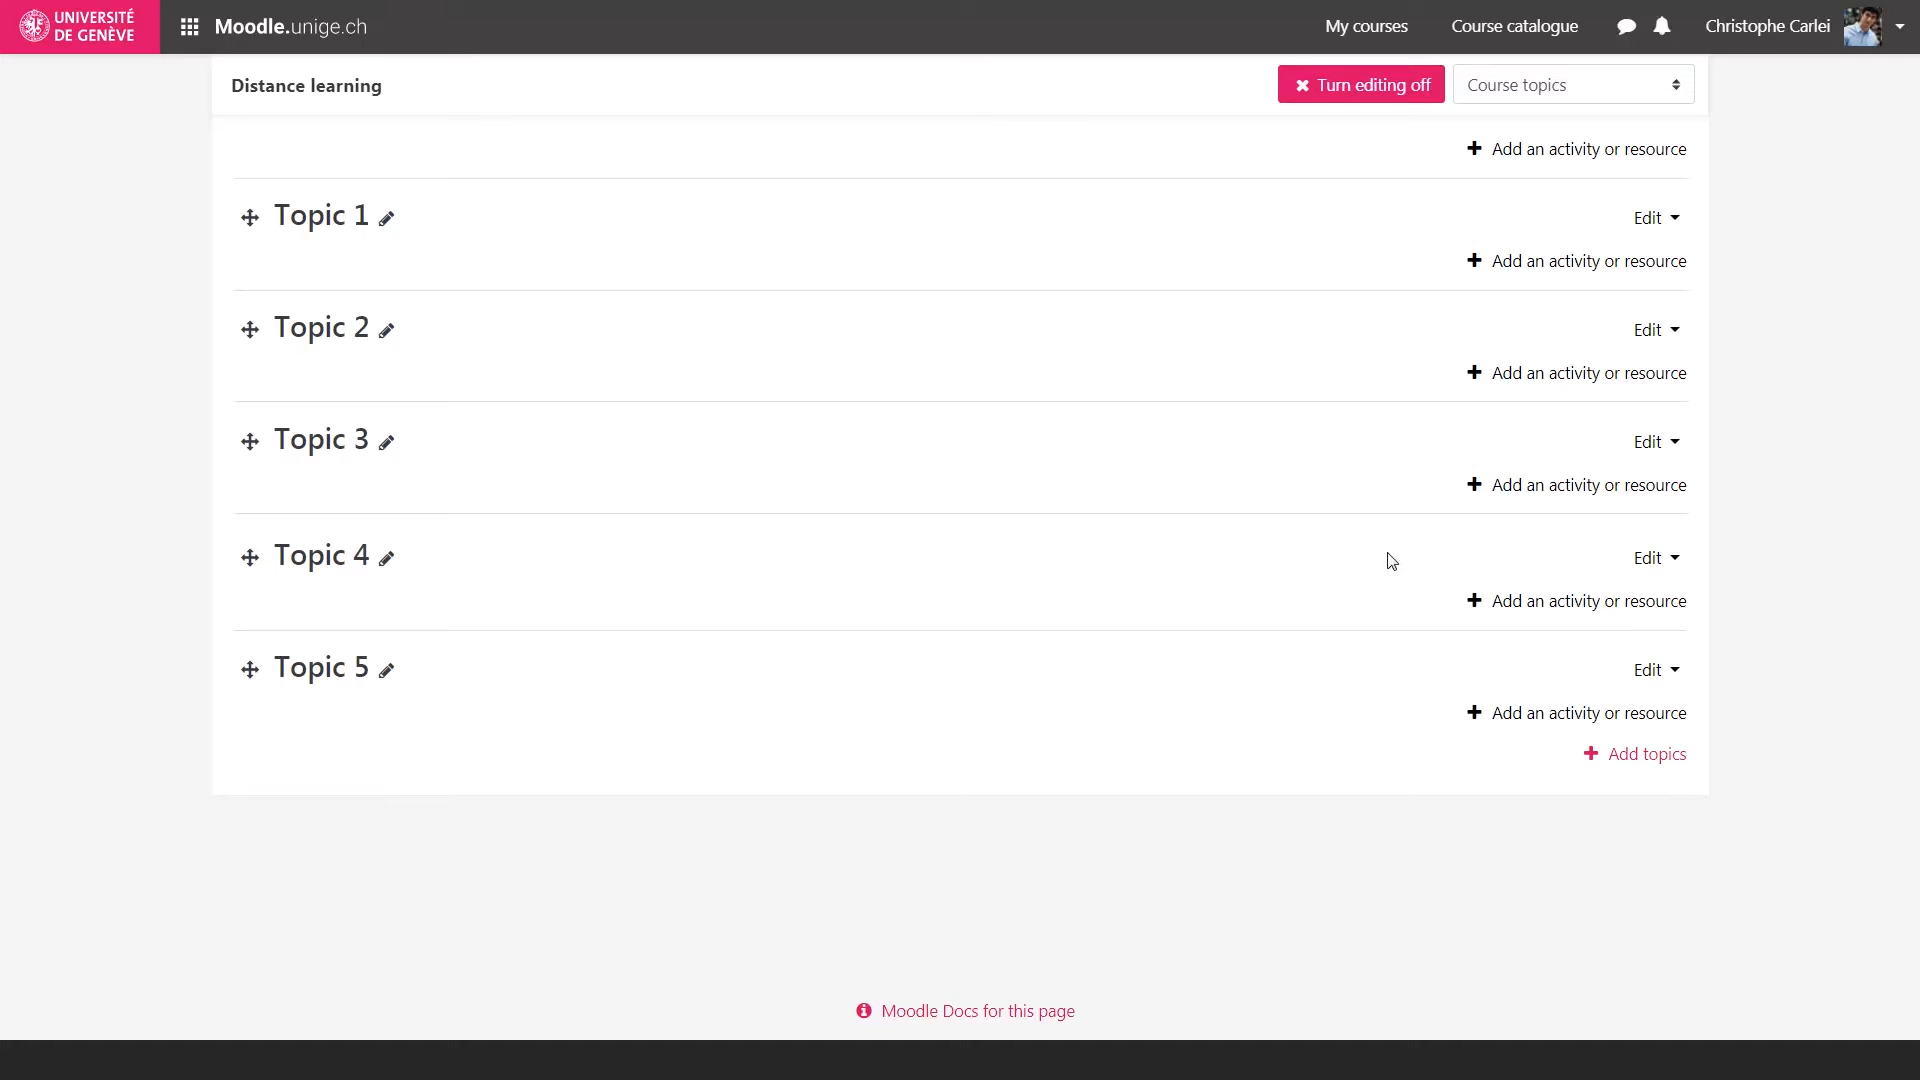 UNIVERSITÉ
DE GENÈVE
Moodle.unige.ch
My courses
Course catalogue
Christophe Carlei
Distance learning
Turn editing off
Course topics
Add an activity or resource
Topic 1
Edit
Add an activity or resource
Topic 2
Edit
Add an activity or resource
Topic 3
Edit
Add an activity or resource
Topic 4
Edit
Add an activity or resource
Topic 5
Edit
Add an activity or resource
Add topics
Moodle Docs for this page